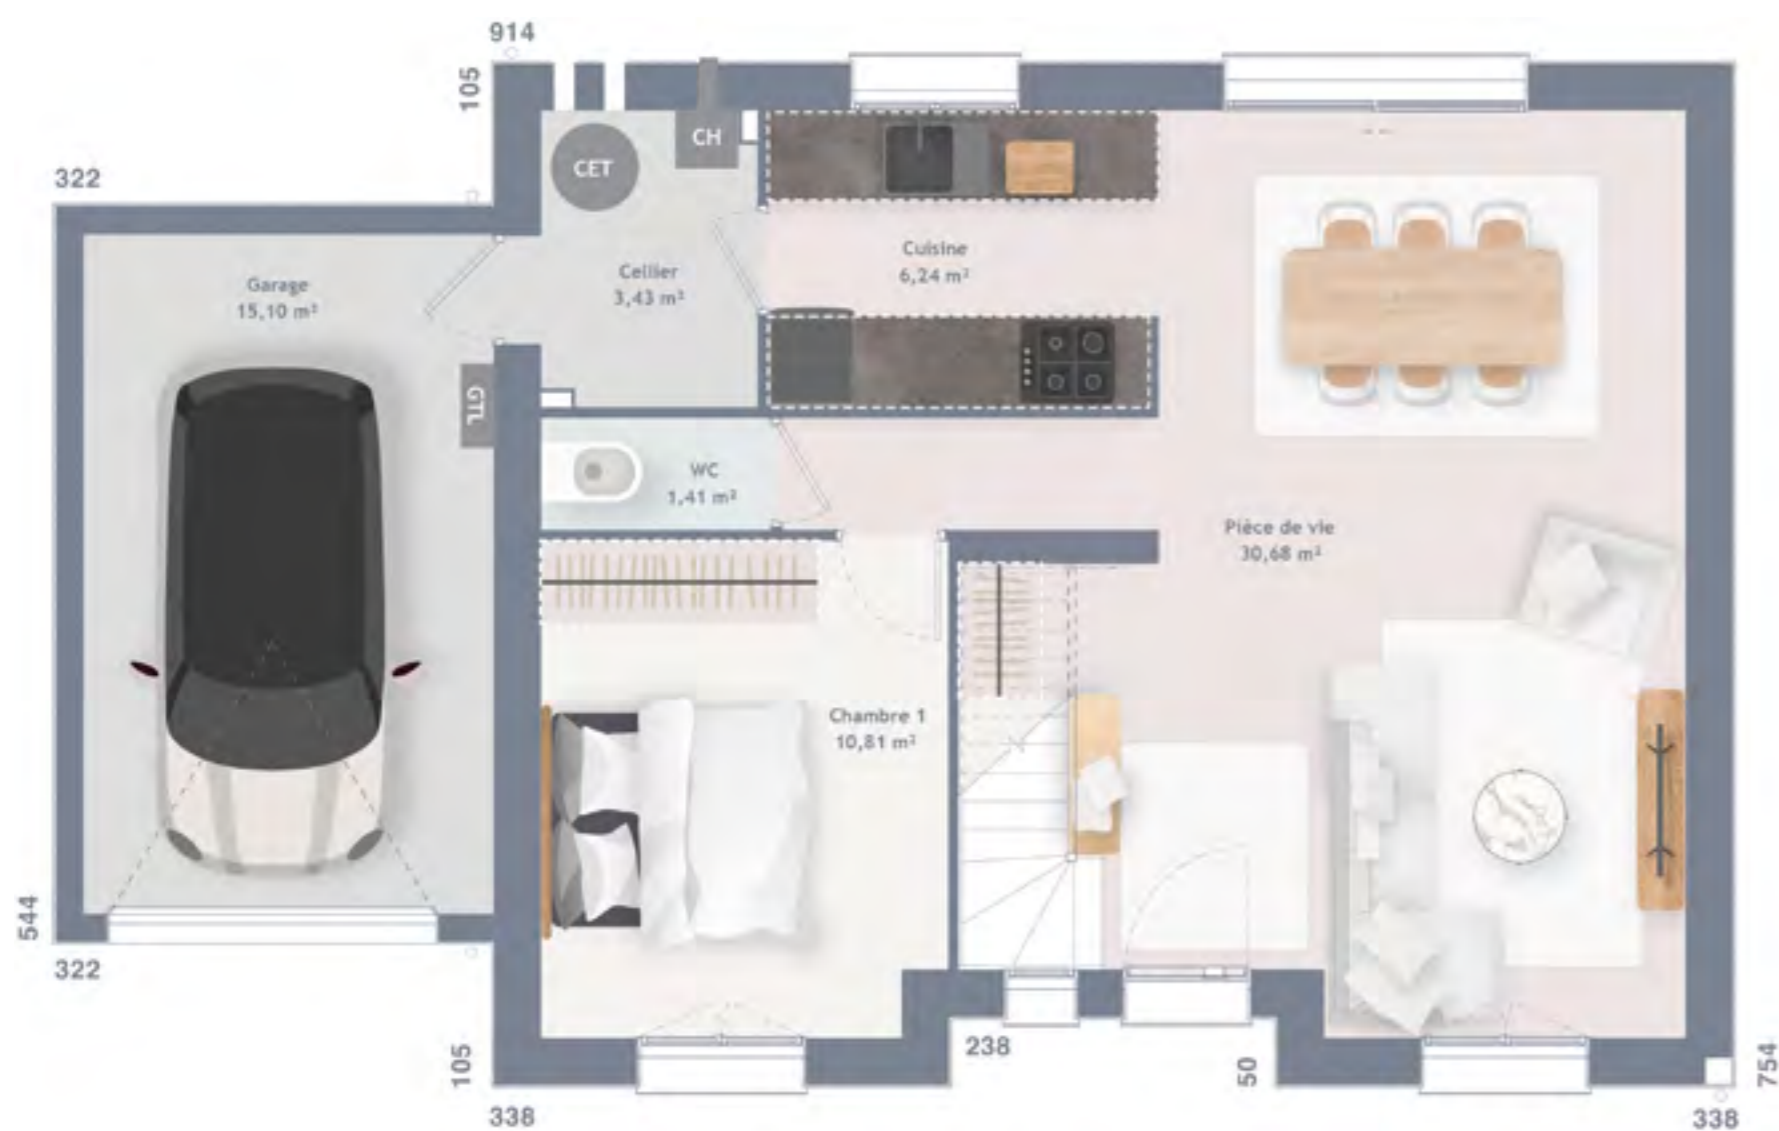 914
105
322
CH
CET
Cuisine
6,24 m²
Cellier
3,43 m²
Garage
15,10 m²
GTL
WC
1,41 m²
Pièce de vie
30,68 m²
Chambre 1
10,81 m²
544
322
105
338
238
50
754
338